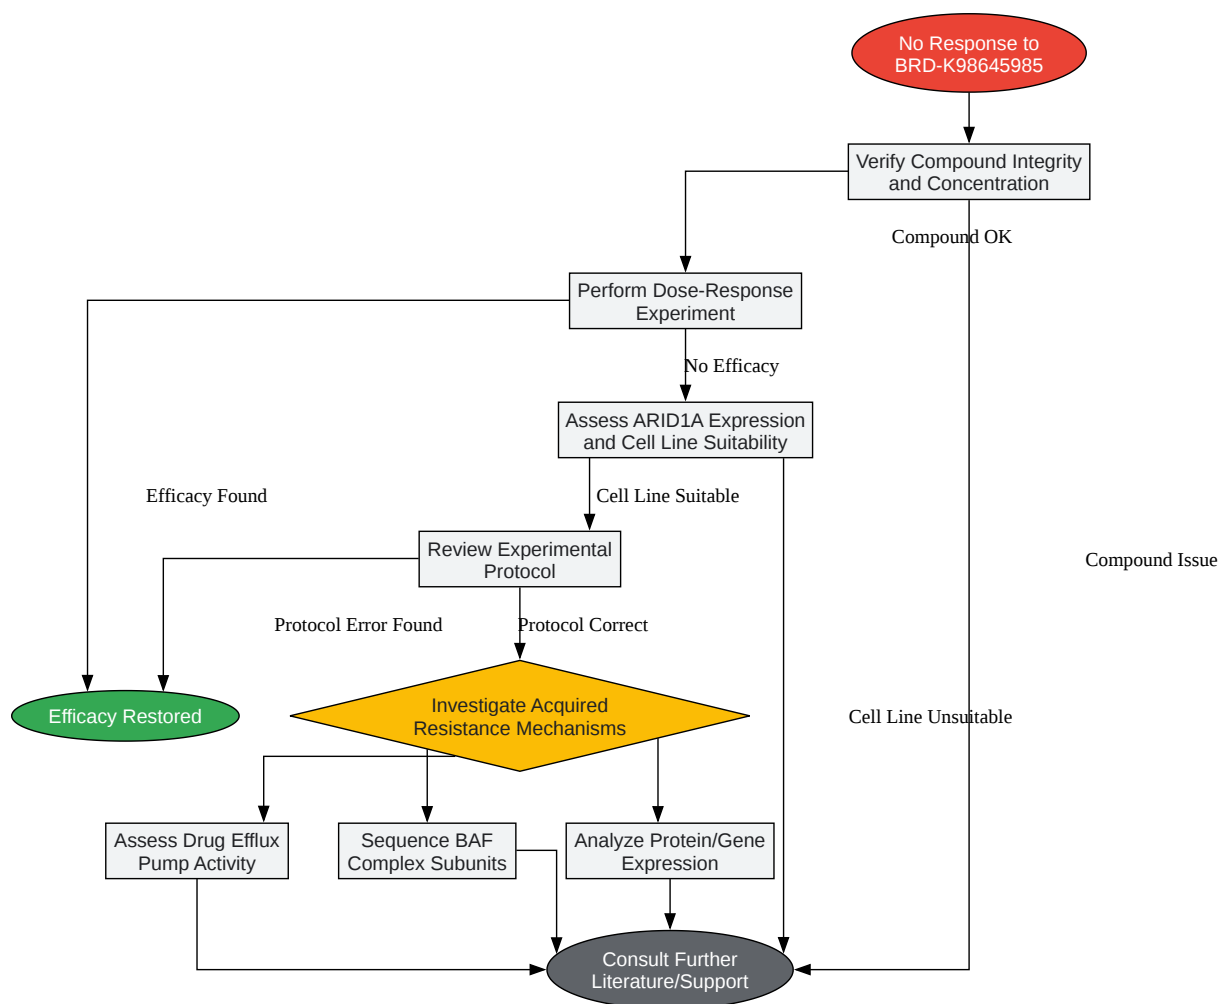 No Response to
BRD-K98645985
Verify Compound Integrity
and Concentration
Compound OK
Perform Dose-Response
Experiment
No Efficacy
Assess ARID1A Expression
and Cell Line Suitability
Efficacy Found
Cell Line Suitable
Review Experimental
Protocol
Compound Issue
Protocol Error Found
Protocol Correct
Investigate Acquired
Resistance Mechanisms
Efficacy Restored
Cell Line Unsuitable
Assess Drug Efflux
Pump Activity
Sequence BAF
Complex Subunits
Analyze Protein/Gene
Expression
Consult Further
Literature/Support